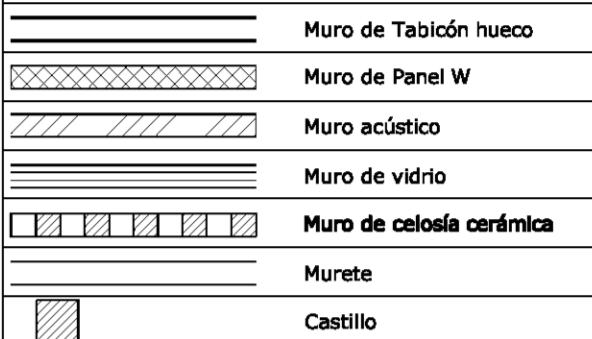 Muro de Tabicón hueco
Muro de Panel W
Muro acústico
Muro de vidrio
Muro de celosía cerámica
Murete
Castillo